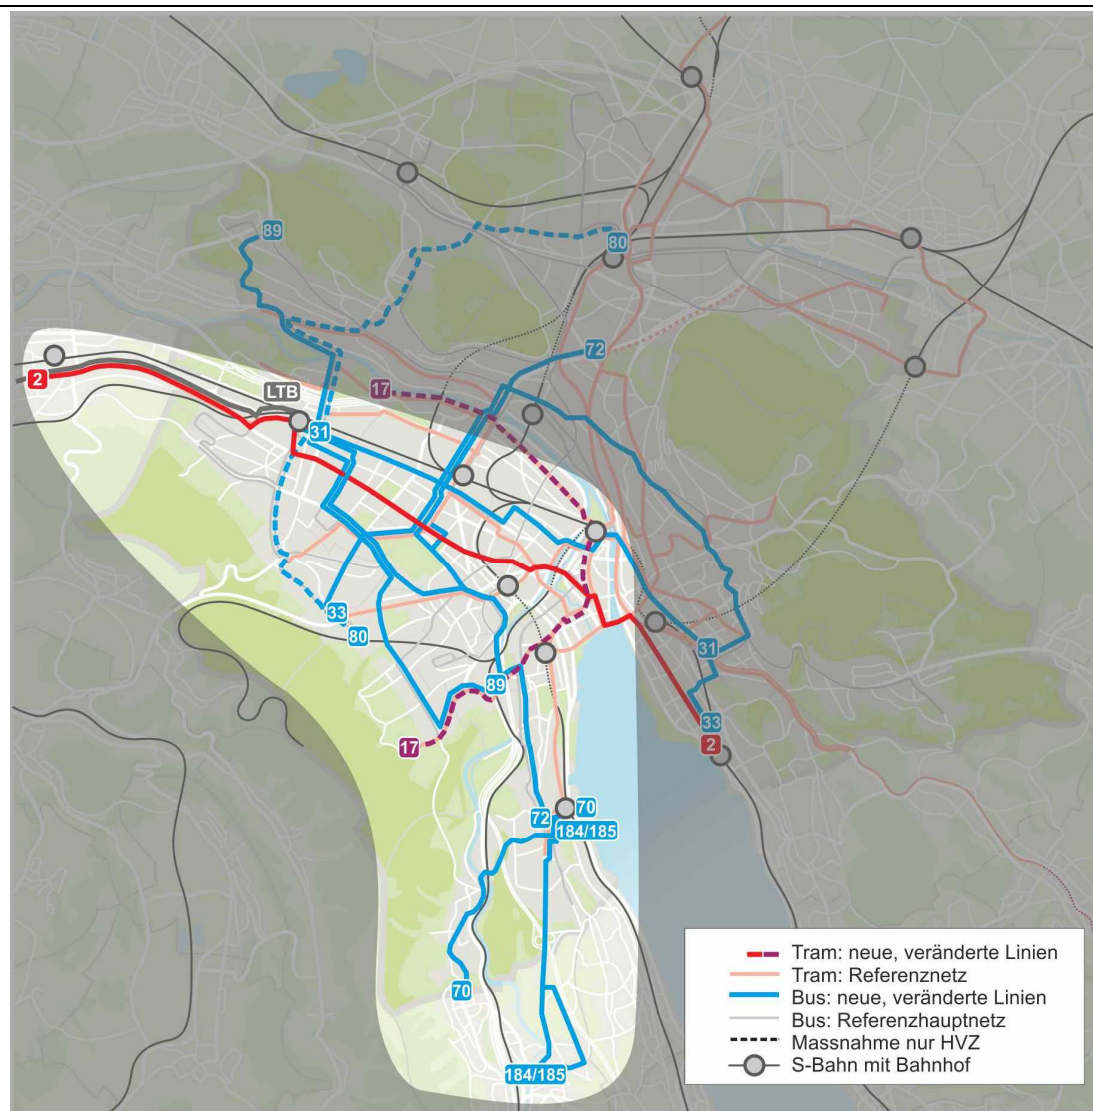 89
80
72
2
LTB
17
31
33
80
31
89
33
2
17
72
70
184/185
70
184/185
Tram: neue, veränderte Linien
Tram: Referenznetz
Bus: neue, veränderte Linien
Bus: Referenzhauptnetz
Massnahme nur HVZ
S-Bahn mit Bahnhof